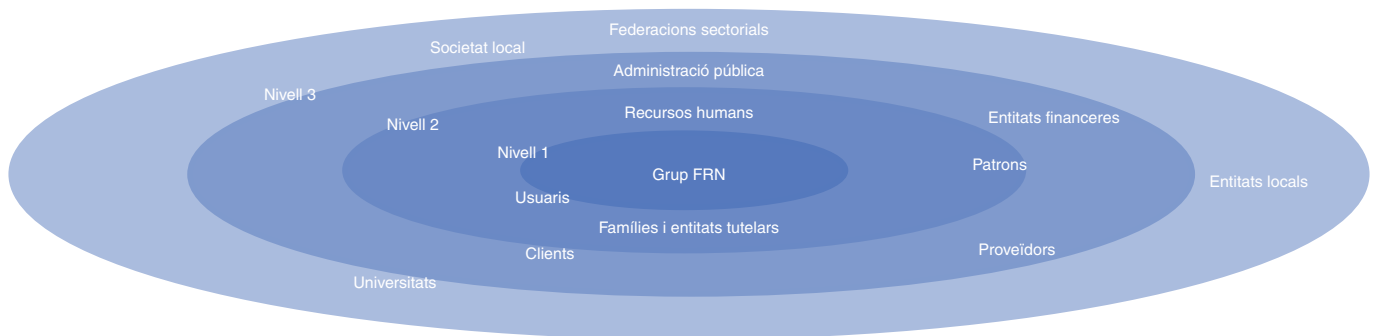 Federacions sectorials
Societat local
Administració pública
Nivell 3
Recursos humans
Entitats financeres
Nivell 2
Nivell 1
Patrons
Grup FRN
Entitats locals
Usuaris
Famílies i entitats tutelars
Clients
Proveïdors
Universitats